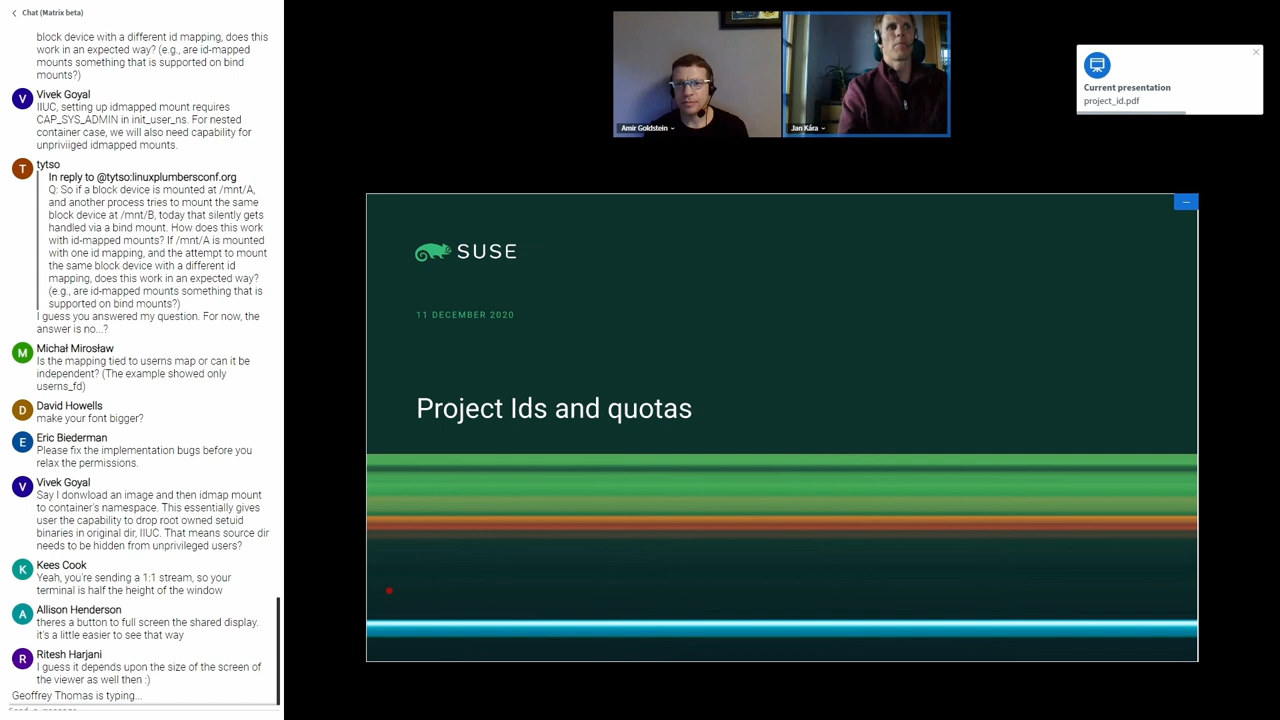 Chat (Matrix beta)
block device with a different id mapping, does this
work in an expected way? (e.g., are id-mapped
mounts something that is supported on bind
mounts?)
V
Vivek Goyal
IIUC, setting up idmapped mount requires
CAP_SYS_ADMIN in init_user_ns. For nested
container case, we will also need capability for
unpriviiged idmapped mounts.
T
tytso
In reply to @tytso:linuxplumbersconf.org
Q: So if a block device is mounted at /mnt/A,
and another process tries to mount the same
block device at /mnt/B, today that silently gets
handled via a bind mount. How does this work
with id-mapped mounts? If /mnt/A is mounted
with one id mapping, and the attempt to mount
the same block device with a different id
mapping, does this work in an expected way?
(e.g., are id-mapped mounts something that is
supported on bind mounts?)
I guess you answered my question. For now, the
answer is no...?
M
Michał Mirosław
Is the mapping tied to userns map or can it be
independent? (The example showed only
userns_fd)
D
David Howells
make your font bigger?
E
Eric Biederman
Please fix the implementation bugs before you
relax the permissions.
V
Vivek Goyal
Say I donwload an image and then idmap mount
to container's namespace. This essentially gives
user the capability to drop root owned setuid
binaries in original dir, IIUC. That means source dir
needs to be hidden from unprivileged users?
K
Kees Cook
Yeah, you're sending a 1:1 stream, so your
terminal is half the height of the window
A
Allison Henderson
theres a button to full screen the shared display.
it's a little easier to see that way
R
Ritesh Harjani
I guess it depends upon the size of the screen of
the viewer as well then :)
Geoffrey Thomas is typing...
Amir Goldstein
Jan Kára
Current presentation
project_id.pdf
SUSE
11 DECEMBER 2020
Project Ids and quotas